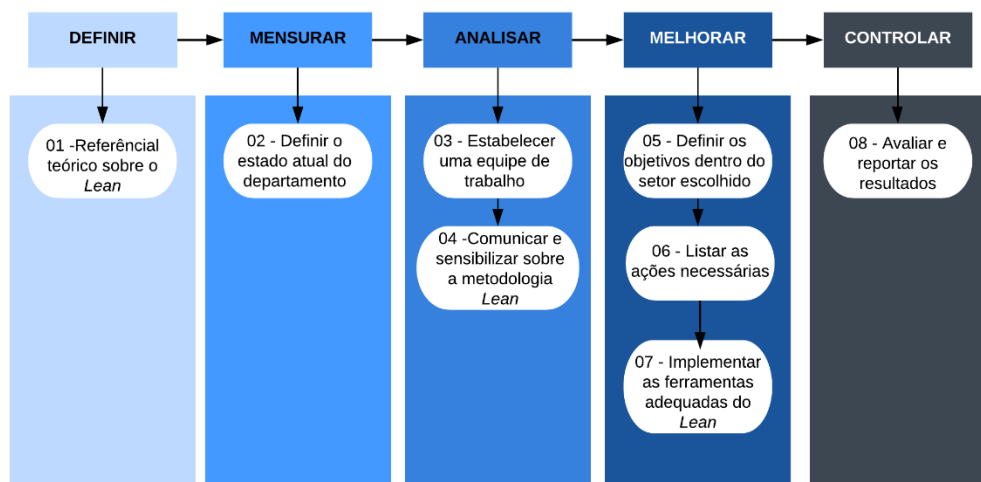 DEFINIR
MENSURAR
ANALISAR
MELHORAR
CONTROLAR
01 -Referêncial
teórico sobre o
Lean
02 - Definir o
estado atual do
departamento
03 - Estabelecer
uma equipe de
trabalho
04 -Comunicar e
sensibilizar sobre
a metodologia
Lean
05 - Definir os
objetivos dentro do
setor escolhido
06 - Listar as
ações necessárias
07 - Implementar
as ferramentas
adequadas do
Lean
08 - Avaliar e
reportar os
resultados